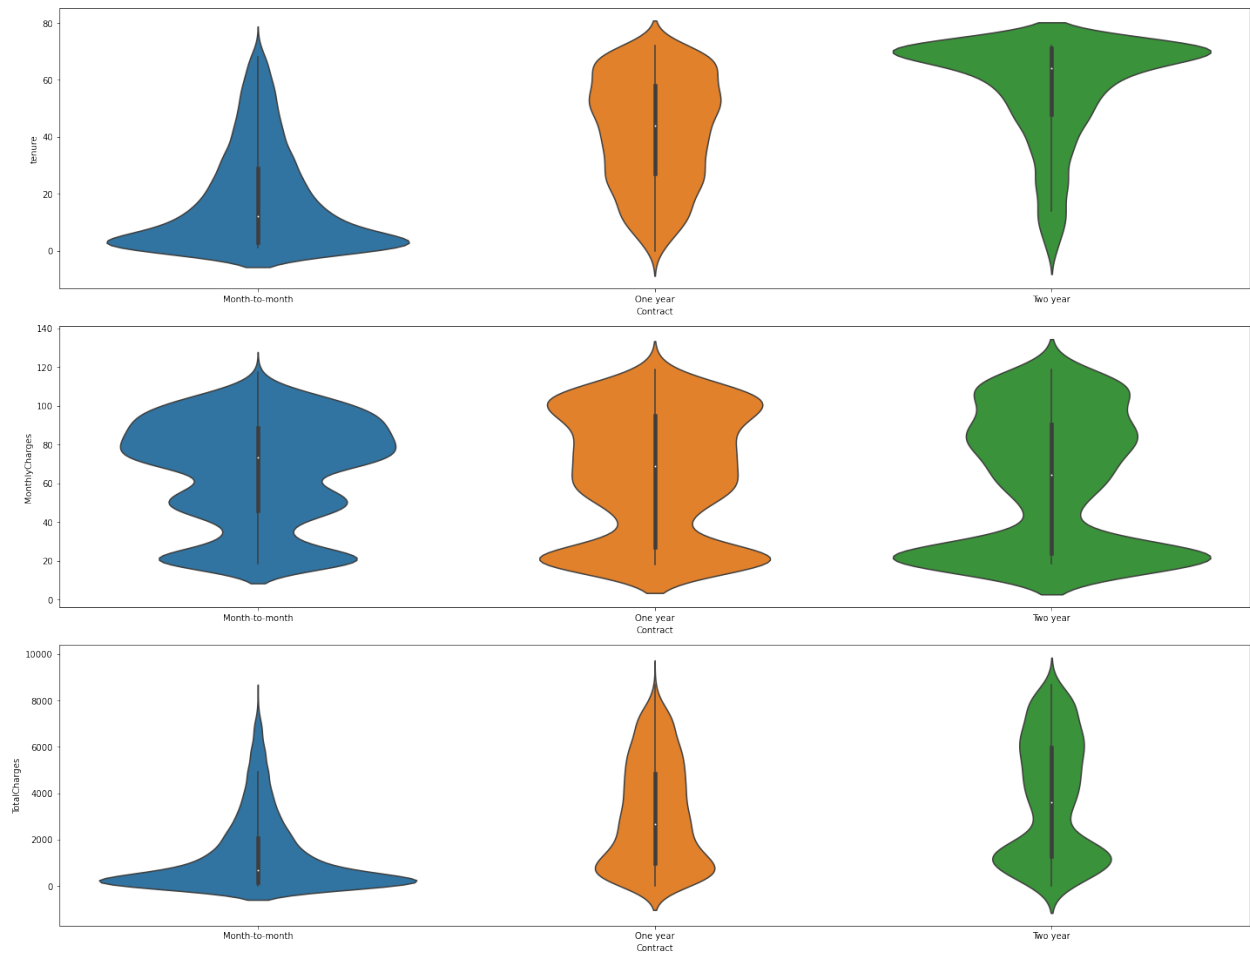 80
60
40
20
0
tenure
Month-to-month
One year
Two year
Contract
140
120
100
80
60
40
20
0
MonthlyCharges
Month-to-month
One year
Two year
Contract
10000
8000
6000
4000
2000
0
TotalCharges
Month-to-month
One year
Two year
Contract